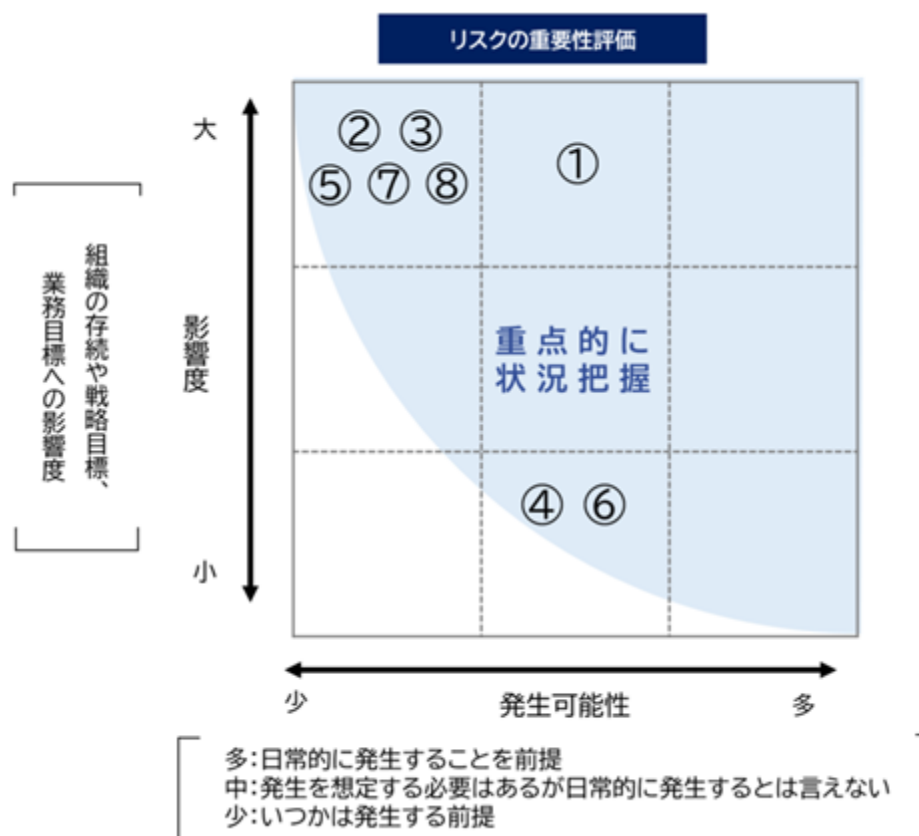 リスクの重要性評価
大
② ③
⑤ ⑦ ⑧
①
組織の存続や戦略目標、
業務目標への影響度
影響度
重点的に
状況把握
④ ⑥
小
少
発生可能性
多
多:日常的に発生することを前提
中:発生を想定する必要はあるが日常的に発生するとは言えない
少:いつかは発生する前提